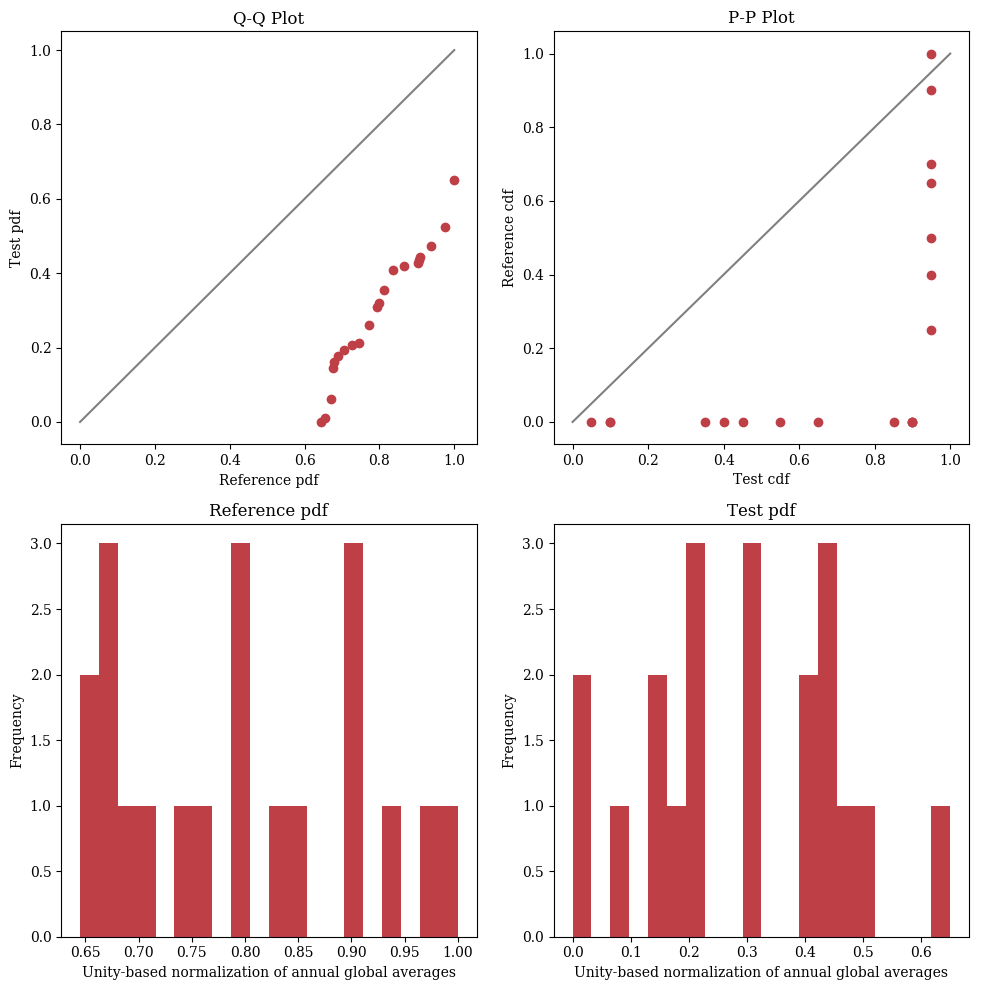 Q-Q Plot
1.0
0.8
0.6
0.4
0.2
0.0
Test pdf
0.0 0.2 0.4 0.6 0.8 1.0
Reference pdf
P-P Plot
1.0
0.8
0.6
0.4
0.2
0.0
Reference cdf
0.0 0.2 0.4 0.6 0.8 1.0
Test cdf
Reference pdf
3.0
2.5
2.0
1.5
1.0
0.5
0.0
Frequency
0.65 0.70 0.75 0.80 0.85 0.90 0.95 1.00
Unity-based normalization of annual global averages
Test pdf
3.0
2.5
2.0
1.5
1.0
0.5
0.0
Frequency
0.0 0.1 0.2 0.3 0.4 0.5 0.6
Unity-based normalization of annual global averages